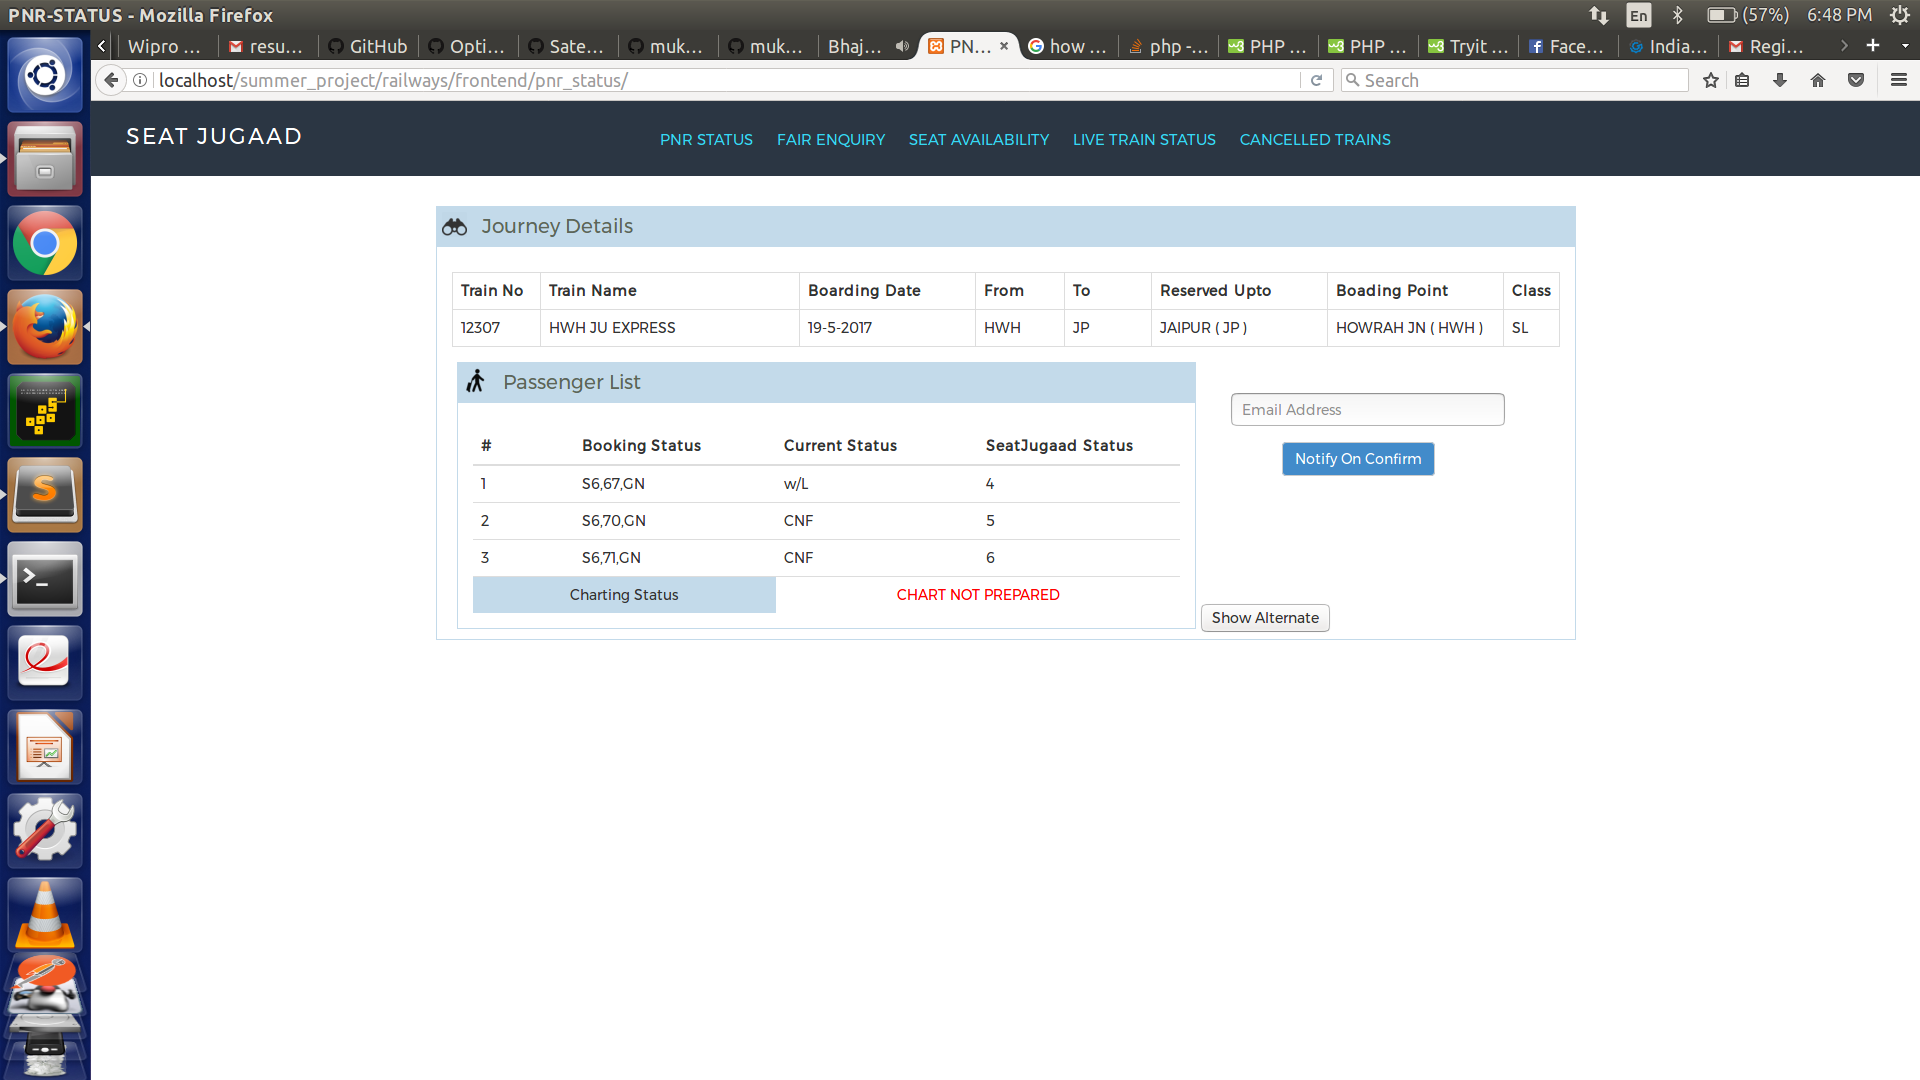 PNR-STATUS - Mozilla Firefox
En (57%) 6:48 PM
Wipro ... resu... GitHub Opti... Sate... muk... muk... Bhaj... PN... × how ... php -... PHP ... PHP ... Tryit ... Face... India... Regi...
localhost/summer_project/railways/frontend/pnr_status/ Search
SEAT JUGAAD PNR STATUS FAIR ENQUIRY SEAT AVAILABILITY LIVE TRAIN STATUS CANCELLED TRAINS
Journey Details
Train No Train Name Boarding Date From To Reserved Upto Boading Point Class
12307 HWH JU EXPRESS 19-5-2017 HWH JP JAIPUR ( JP ) HOWRAH JN ( HWH ) SL
Passenger List
Email Address
Notify On Confirm
# Booking Status Current Status SeatJugaad Status
1 S6,67,GN w/L 4
2 S6,70,GN CNF 5
3 S6,71,GN CNF 6
Charting Status CHART NOT PREPARED
Show Alternate